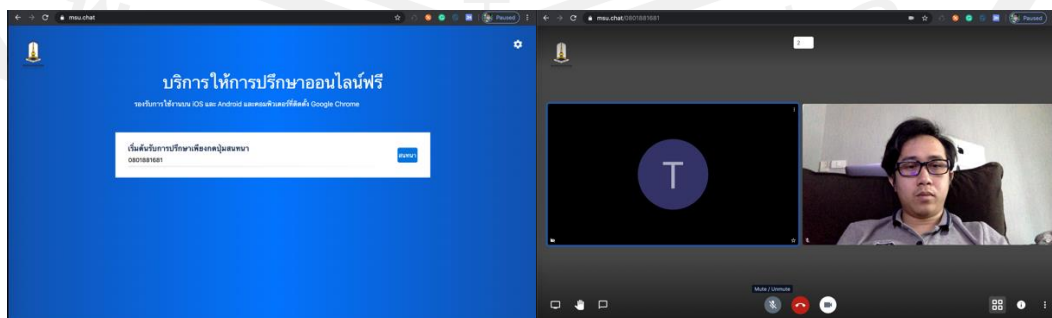 msu.chat
Paused
บริการให้การปรึกษาออนไลน์ฟรี
รองรับการใช้งานบน iOS และ Android และคอมพิวเตอร์ที่ติดตั้ง Google Chrome
เริ่มต้นรับการปรึกษาเพียงกดปุ่มสนทนา
0801881681
สนทนา
msu.chat/0801881681
Paused
2
T
Mute / Unmute